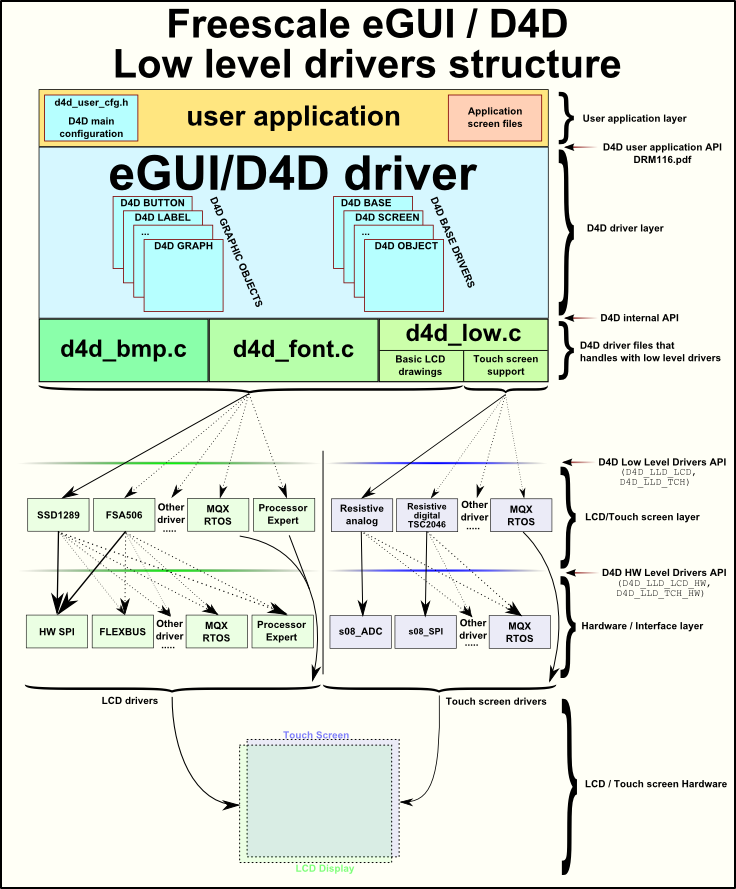 Freescale eGUI / D4D
Low level drivers structure
d4d_user_cfg.h
D4D main
configuration
user application
Application
screen files
User application layer
D4D user application API
DRM116.pdf
eGUI/D4D driver
D4D BUTTON
D4D LABEL
...
D4D GRAPH
D4D GRAPHIC OBJECTS
D4D BASE
D4D SCREEN
...
D4D OBJECT
D4D BASE DRIVERS
D4D driver layer
D4D internal API
d4d_bmp.c
d4d_font.c
d4d_low.c
Basic LCD
drawings
Touch screen
support
D4D driver files that
handles with low level drivers
D4D Low Level Drivers API
(D4D_LLD_LCD,
D4D_LLD_TCH)
SSD1289
FSA506
Other
driver
.....
MQX
RTOS
Processor
Expert
Resistive
analog
Resistive
digital
TSC2046
Other
driver
.....
MQX
RTOS
LCD/Touch screen layer
D4D HW Level Drivers API
(D4D_LLD_LCD_HW,
D4D_LLD_TCH_HW)
HW SPI
FLEXBUS
Other
driver
.....
MQX
RTOS
Processor
Expert
s08_ADC
s08_SPI
Other
driver
.....
MQX
RTOS
Hardware / Interface layer
LCD drivers
Touch screen drivers
Touch Screen
LCD Display
LCD / Touch screen Hardware